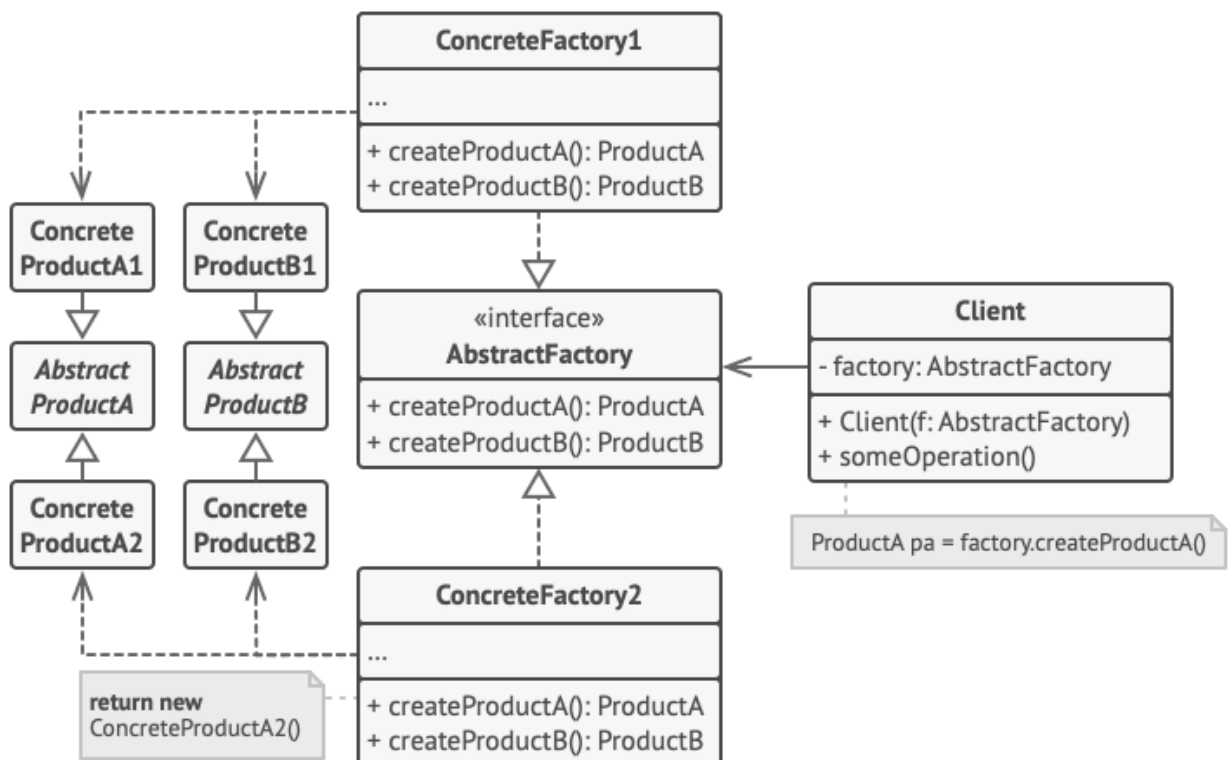 ConcreteFactory1
...
+ createProductA(): ProductA
+ createProductB(): ProductB
Concrete
ProductA1
Concrete
ProductB1
Abstract
ProductA
Abstract
ProductB
Concrete
ProductA2
Concrete
ProductB2
«interface»
AbstractFactory
+ createProductA(): ProductA
+ createProductB(): ProductB
Client
- factory: AbstractFactory
+ Client(f: AbstractFactory)
+ someOperation()
ProductA pa = factory.createProductA()
ConcreteFactory2
...
+ createProductA(): ProductA
+ createProductB(): ProductB
return new
ConcreteProductA2()